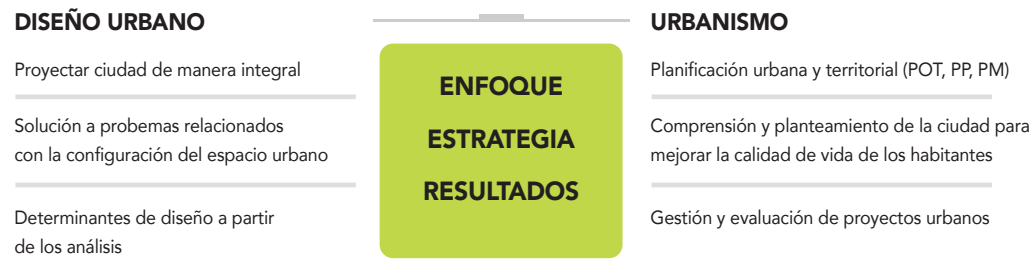 DISEÑO URBANO
Proyectar ciudad de manera integral
Solución a probemas relacionados
con la configuración del espacio urbano
Determinantes de diseño a partir
de los análisis
ENFOQUE
ESTRATEGIA
RESULTADOS
URBANISMO
Planificación urbana y territorial (POT, PP, PM)
Comprensión y planteamiento de la ciudad para
mejorar la calidad de vida de los habitantes
Gestión y evaluación de proyectos urbanos